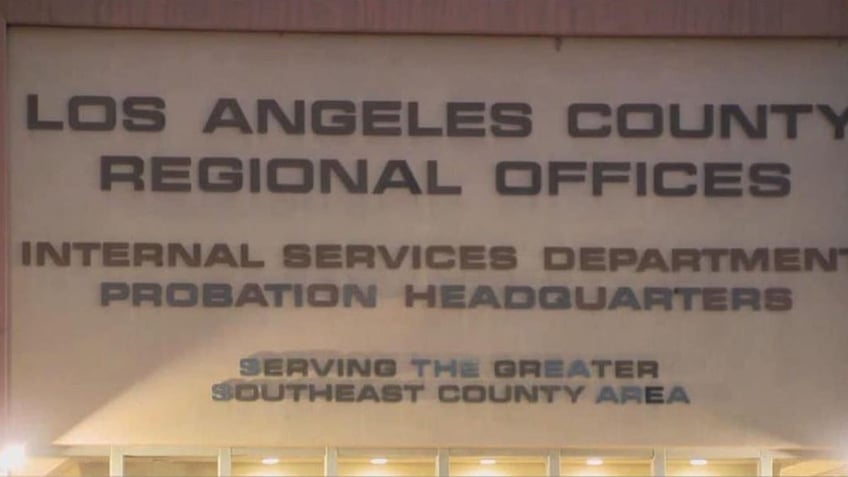 LOS ANGELES COUNTY
REGIONAL OFFICES
INTERNAL SERVICES DEPARTMENT
PROBATION HEADQUARTERS
SERVING THE GREATER
SOUTHEAST COUNTY AREA